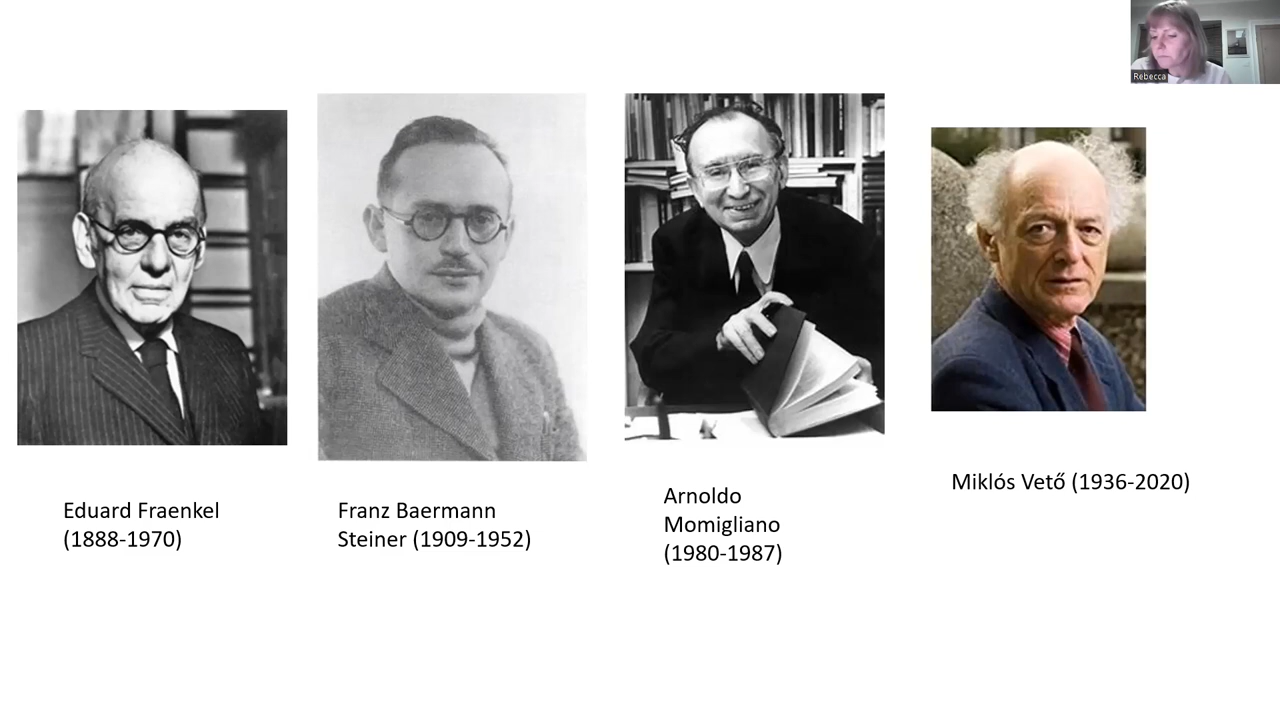 Rebecca
Eduard Fraenkel
(1888-1970)
Franz Baermann
Steiner (1909-1952)
Arnoldo
Momigliano
(1980-1987)
Miklós Vető (1936-2020)